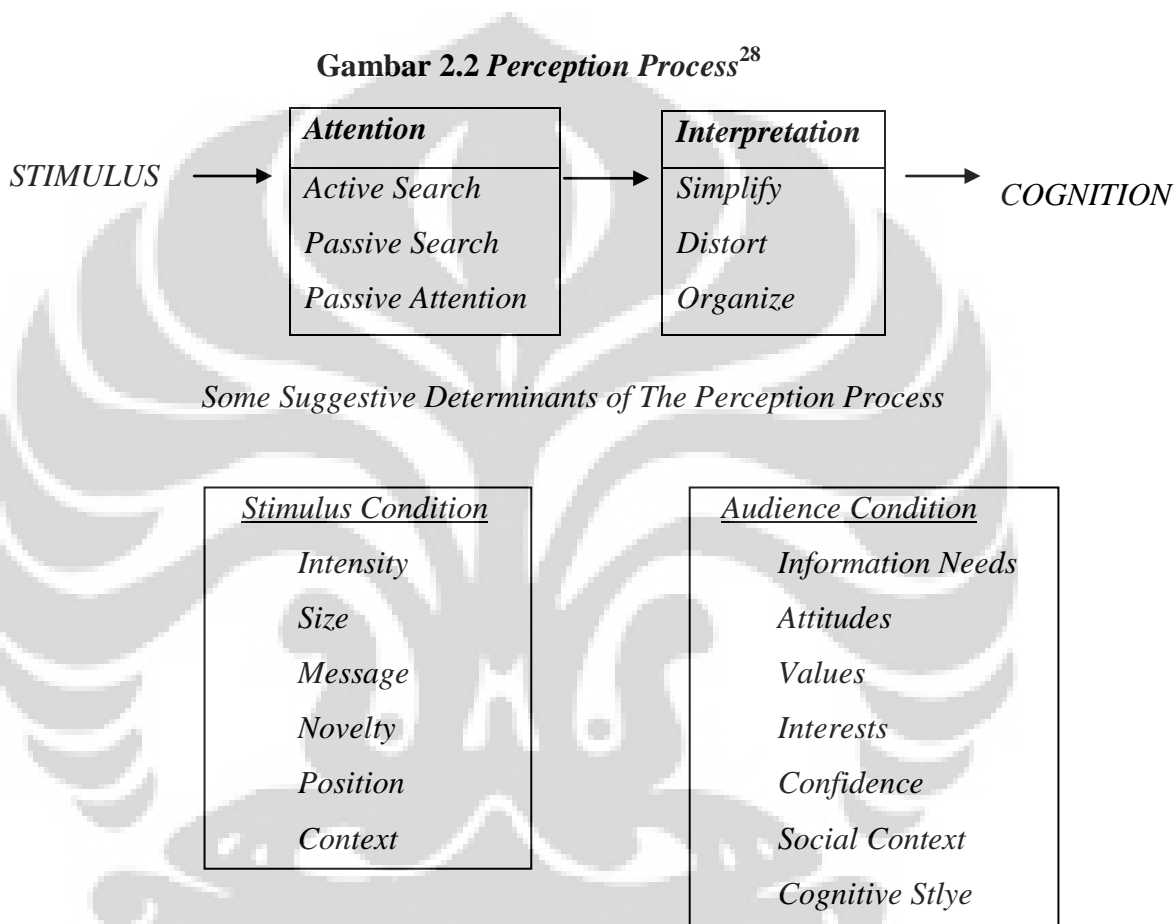 Gambar 2.2 Perception Process28
STIMULUS
Attention
Active Search
Passive Search
Passive Attention
Interpretation
Simplify
Distort
Organize
COGNITION
Some Suggestive Determinants of The Perception Process
Stimulus Condition
Intensity
Size
Message
Novelty
Position
Context
Audience Condition
Information Needs
Attitudes
Values
Interests
Confidence
Social Context
Cognitive Stlye